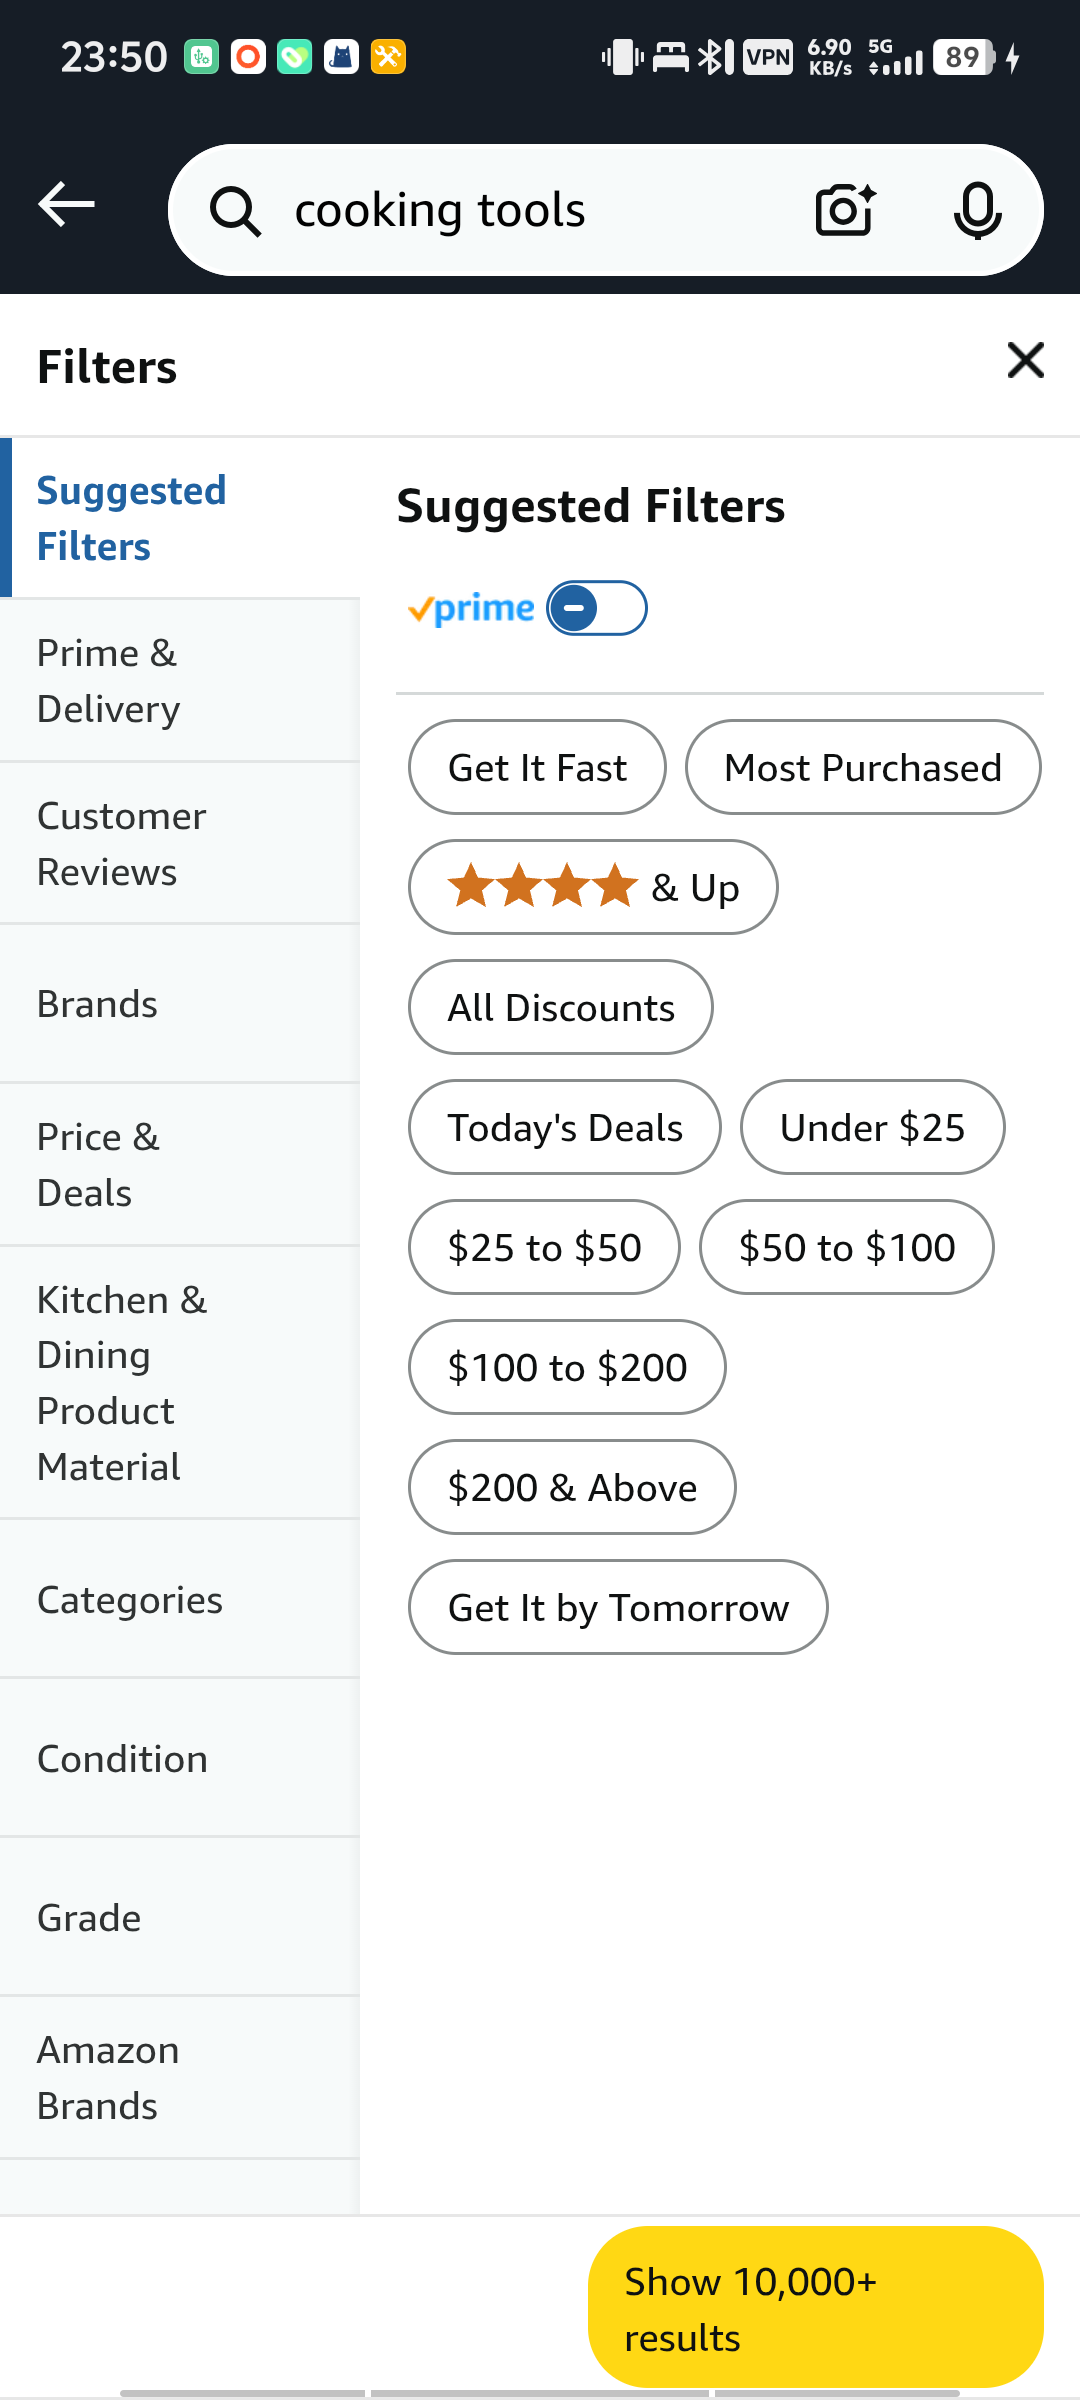 23:50
VPN
6.90
KB/s
5G
89
cooking tools
Filters
Suggested
Filters
Prime &
Delivery
Customer
Reviews
Brands
Price &
Deals
Kitchen &
Dining
Product
Material
Categories
Condition
Grade
Amazon
Brands
Suggested Filters
prime
Get It Fast
Most Purchased
& Up
All Discounts
Today's Deals
Under $25
$25 to $50
$50 to $100
$100 to $200
$200 & Above
Get It by Tomorrow
Show 10,000+
results